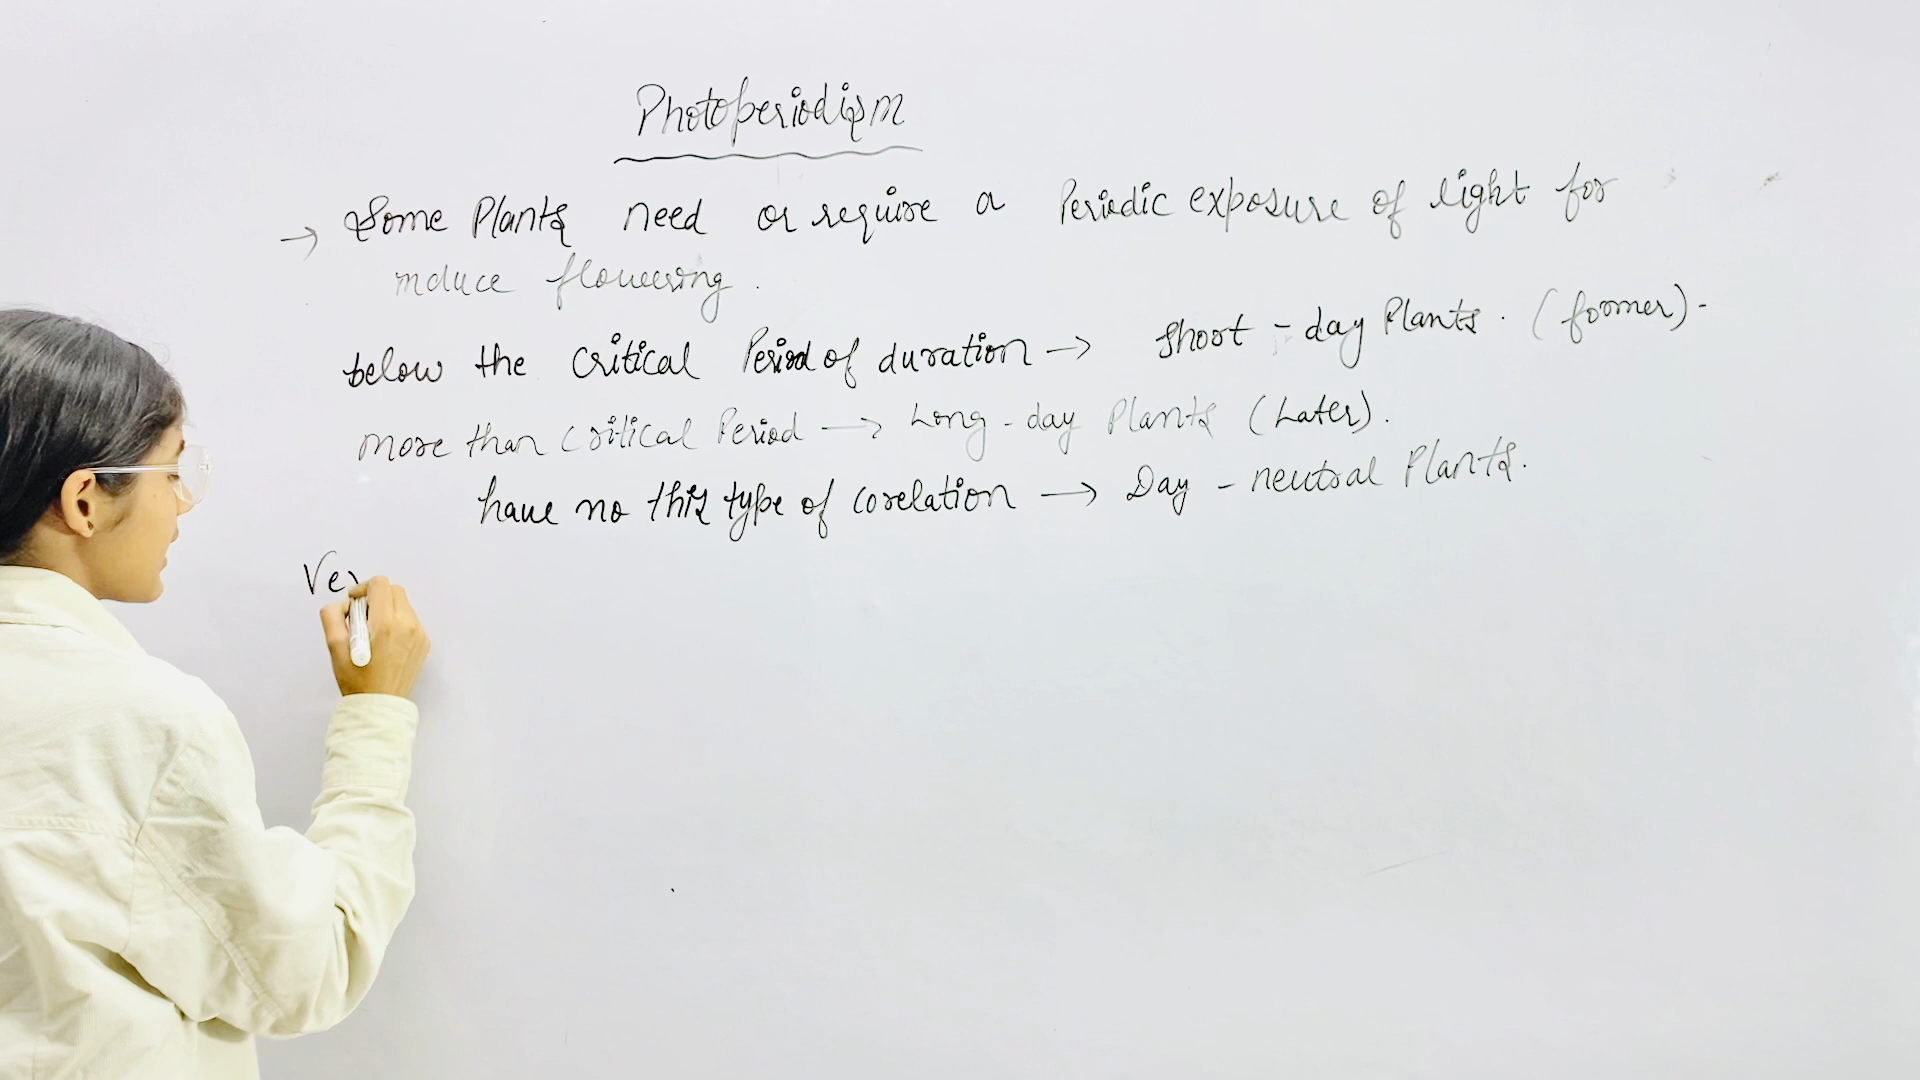 Photoperiodism
→ Some Plants need or require a Periodic exposure of light for
induce flowering.
below the critical Period of duration → short - day Plants. (former).
more than critical Period → Long - day Plants (Later).
have no this type of corelation → Day - neutral Plants.
Ver